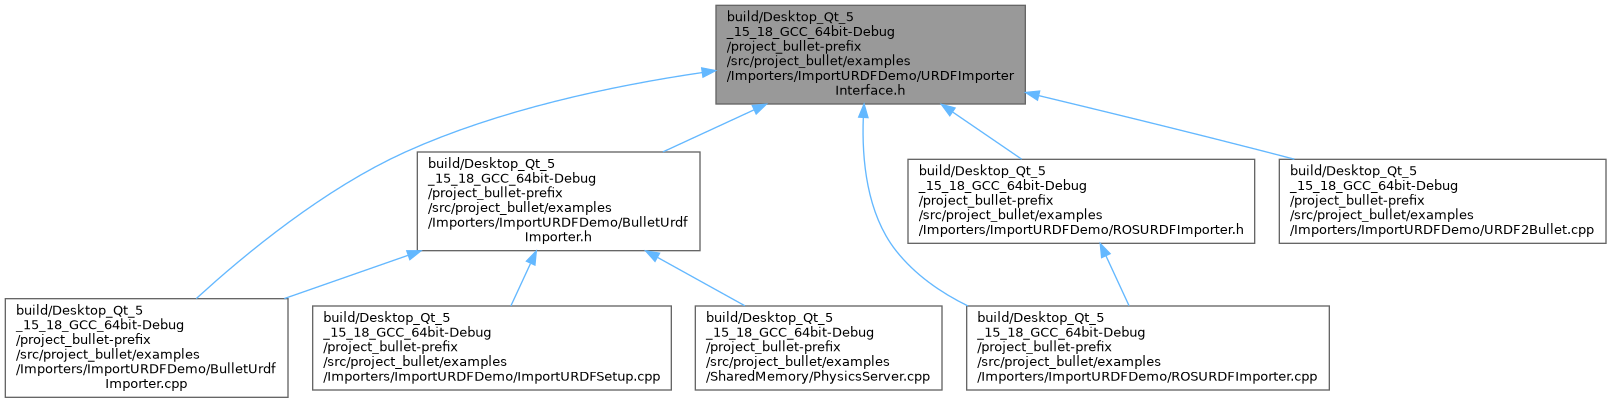 build/Desktop_Qt_5
_15_18_GCC_64bit-Debug
/project_bullet-prefix
/src/project_bullet/examples
/Importers/ImportURDFDemo/URDFImporter
Interface.h
build/Desktop_Qt_5
_15_18_GCC_64bit-Debug
/project_bullet-prefix
/src/project_bullet/examples
/Importers/ImportURDFDemo/BulletUrdf
Importer.h
build/Desktop_Qt_5
_15_18_GCC_64bit-Debug
/project_bullet-prefix
/src/project_bullet/examples
/Importers/ImportURDFDemo/ROSURDFImporter.h
build/Desktop_Qt_5
_15_18_GCC_64bit-Debug
/project_bullet-prefix
/src/project_bullet/examples
/Importers/ImportURDFDemo/URDF2Bullet.cpp
build/Desktop_Qt_5
_15_18_GCC_64bit-Debug
/project_bullet-prefix
/src/project_bullet/examples
/Importers/ImportURDFDemo/BulletUrdf
Importer.cpp
build/Desktop_Qt_5
_15_18_GCC_64bit-Debug
/project_bullet-prefix
/src/project_bullet/examples
/Importers/ImportURDFDemo/ImportURDFSetup.cpp
build/Desktop_Qt_5
_15_18_GCC_64bit-Debug
/project_bullet-prefix
/src/project_bullet/examples
/SharedMemory/PhysicsServer.cpp
build/Desktop_Qt_5
_15_18_GCC_64bit-Debug
/project_bullet-prefix
/src/project_bullet/examples
/Importers/ImportURDFDemo/ROSURDFImporter.cpp